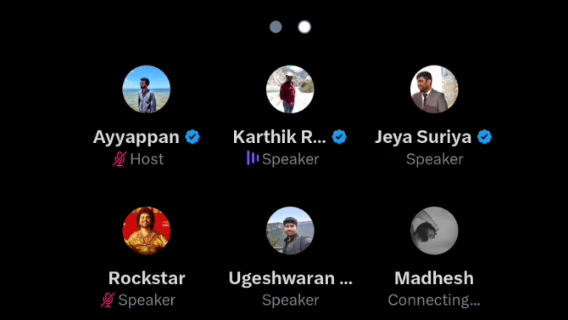 Ayyappan Karthik R... Jeya Suriya
Host Speaker Speaker
Rockstar Ugeshwaran ... Madhesh
Speaker Speaker Connecting...